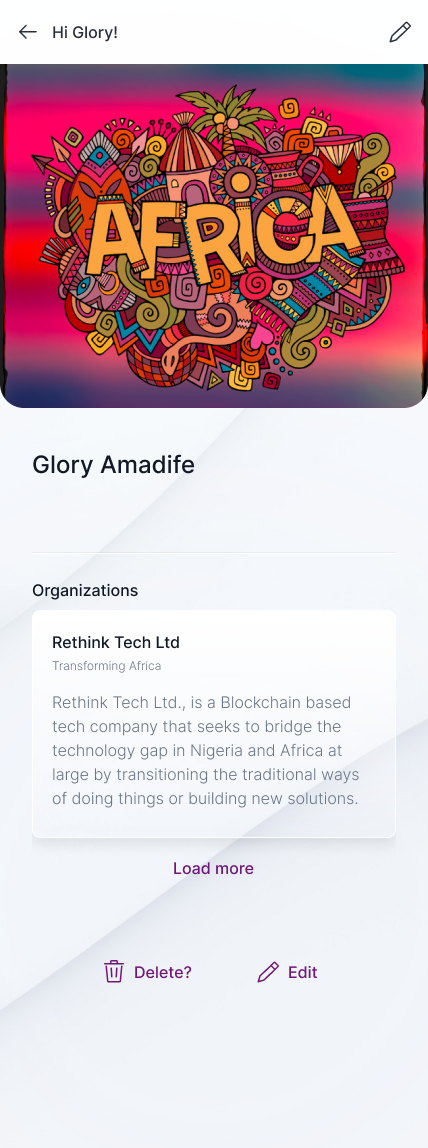 Hi Glory!
AFRICA
Glory Amadife
Organizations
Rethink Tech Ltd
Transforming Africa
Rethink Tech Ltd., is a Blockchain based
tech company that seeks to bridge the
technology gap in Nigeria and Africa at
large by transitioning the traditional ways
of doing things or building new solutions.
Load more
Delete?
Edit